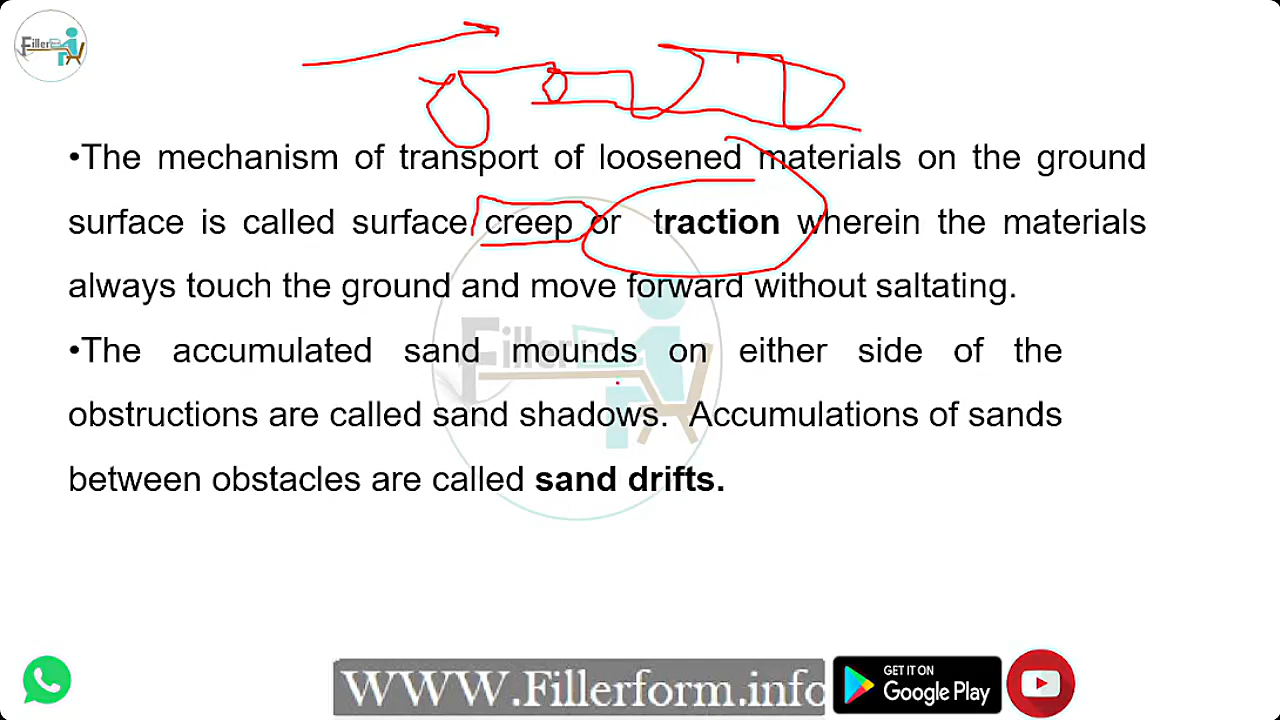 Fillerform
•The mechanism of transport of loosened materials on the ground
surface is called surface creep or traction wherein the materials
always touch the ground and move forward without saltating.
•The accumulated sand mounds on either side of the
obstructions are called sand shadows. Accumulations of sands
between obstacles are called sand drifts.
WWW.Fillerform.info
GET IT ON
Google Play